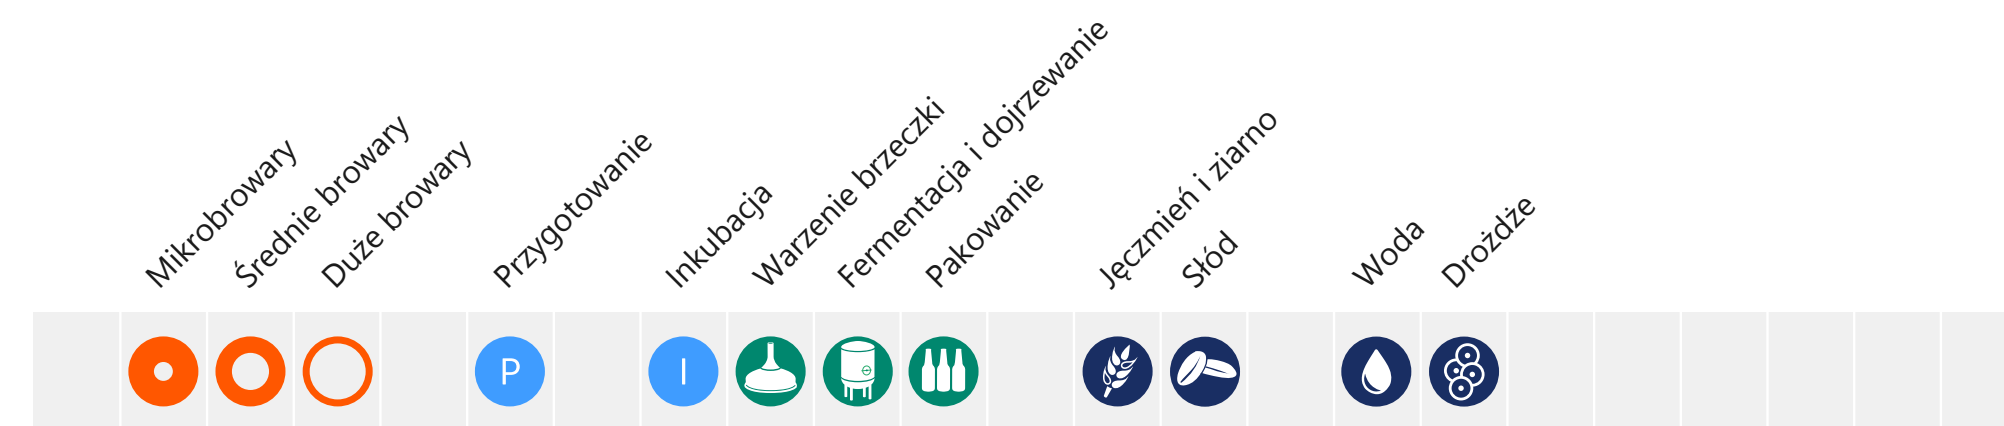 Mikrobrowary
Średnie browary
Duże browary
Przygotowanie
Inkubacja
Warzenie brzeczki
Fermentacja i dojrzewanie
Pakowanie
Jęczmień i ziarno
Słód
Woda
Drożdże
P
I